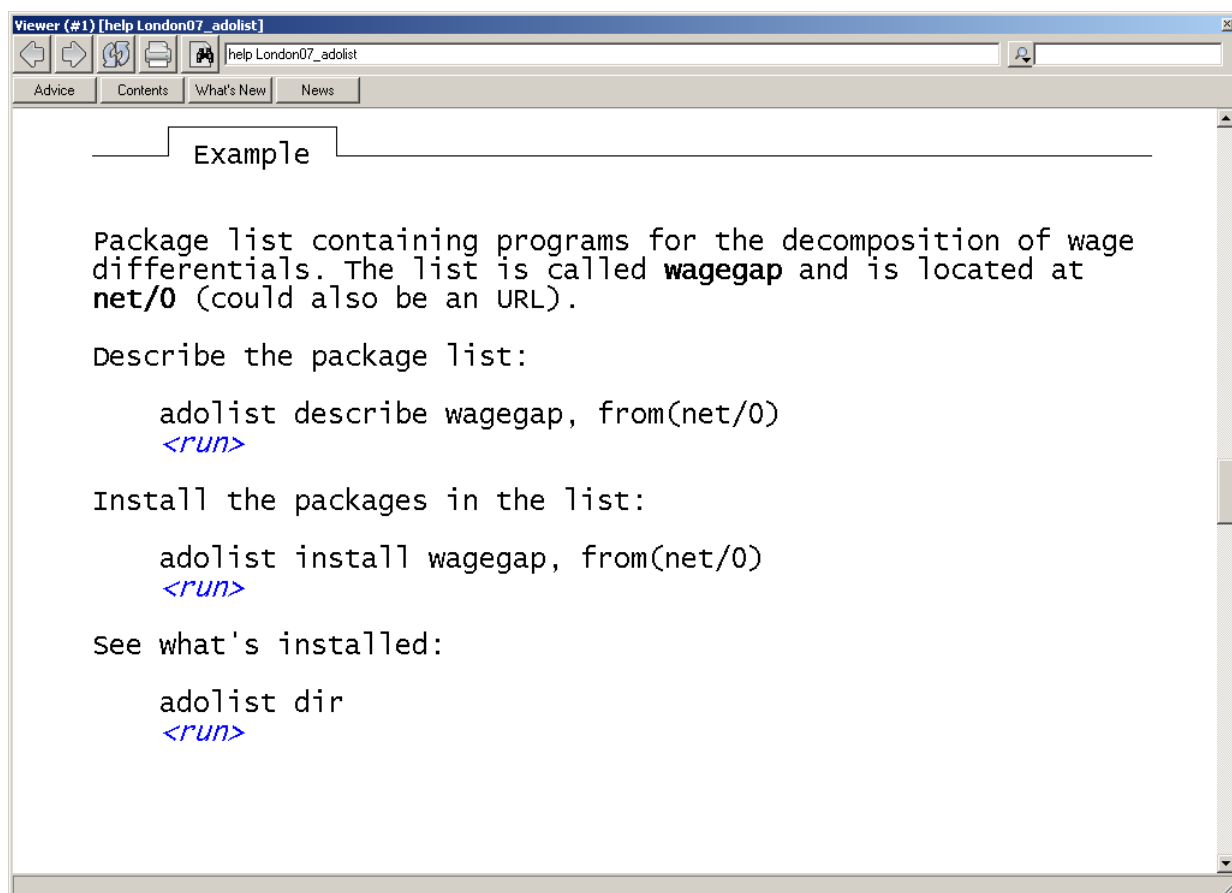 Viewer (#1) [help London07_adolist]
help London07_adolist
Advice Contents What's New News
Example
Package list containing programs for the decomposition of wage
differentials. The list is called wagegap and is located at
net/0 (could also be an URL).
Describe the package list:
adolist describe wagegap, from(net/0)
<run>
Install the packages in the list:
adolist install wagegap, from(net/0)
<run>
See what's installed:
adolist dir
<run>